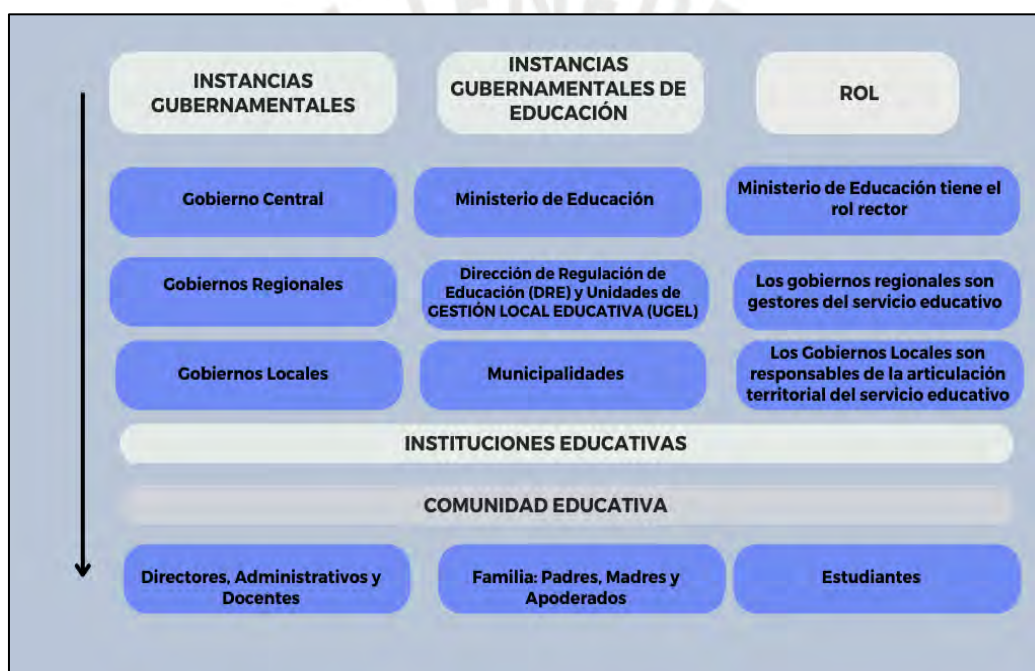 INSTANCIAS
GUBERNAMENTALES
INSTANCIAS
GUBERNAMENTALES DE
EDUCACIÓN
ROL
Gobierno Central
Ministerio de Educación
Ministerio de Educación tiene el
rol rector
Gobiernos Regionales
Dirección de Regulación de
Educación (DRE) y Unidades de
GESTIÓN LOCAL EDUCATIVA (UGEL)
Los gobiernos regionales son
gestores del servicio educativo
Gobiernos Locales
Municipalidades
Los Gobiernos Locales son
responsables de la articulación
territorial del servicio educativo
INSTITUCIONES EDUCATIVAS
COMUNIDAD EDUCATIVA
Directores, Administrativos y
Docentes
Familia: Padres, Madres y
Apoderados
Estudiantes